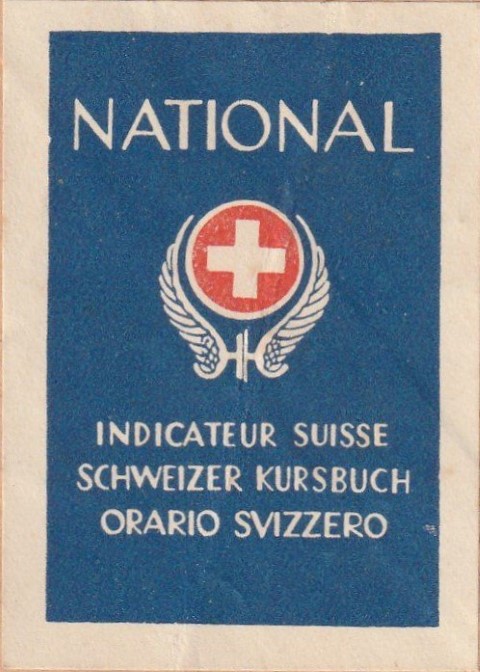 NATIONAL
INDICATEUR SUISSE
SCHWEIZER KURSBUCH
ORARIO SVIZZERO